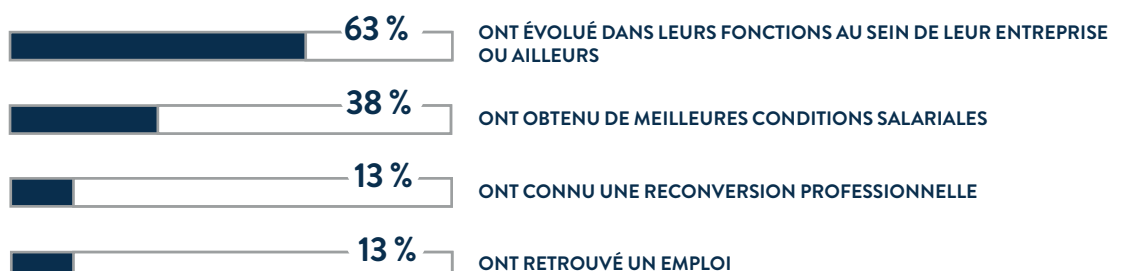 63 %
ONT ÉVOLUÉ DANS LEURS FONCTIONS AU SEIN DE LEUR ENTREPRISE
OU AILLEURS
38 %
ONT OBTENU DE MEILLEURES CONDITIONS SALARIALES
13 %
ONT CONNU UNE RECONVERSION PROFESSIONNELLE
13 %
ONT RETROUVÉ UN EMPLOI